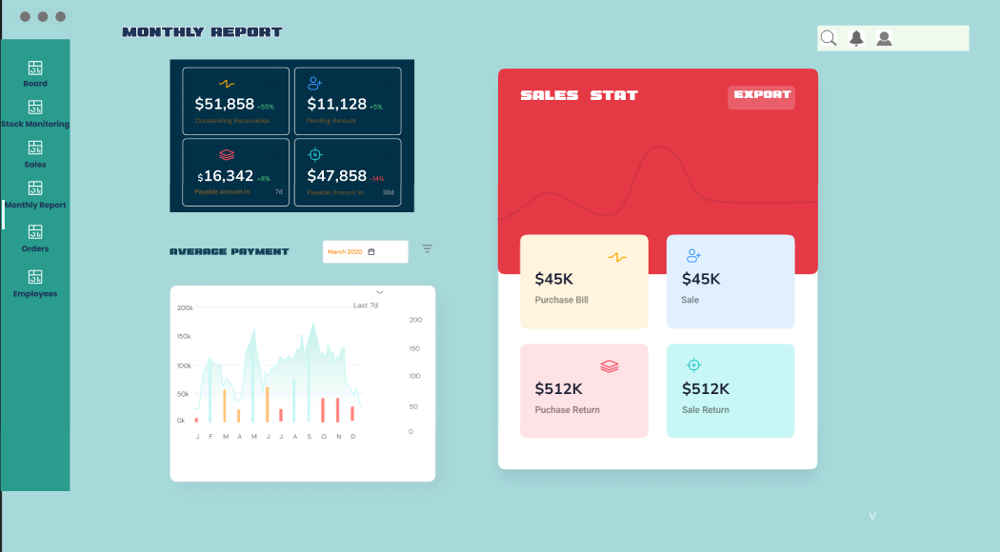 MONTHLY REPORT
Board
Stock Monitoring
Sales
Monthly Report
Orders
Employees
$51,858 +55%
Outstanding Receivables
$11,128 +5%
Pending Amount
$16,342 +8%
Payable Amount In 7d
$47,858 -14%
Payable Amount In 30d
AVERAGE PAYMENT
March 2020
Last 7d
200k
150k
100k
50k
0k
200
150
100
50
0
J F M A M J J A S O N D
SALES STAT
EXPORT
$45K
Purchase Bill
$45K
Sale
$512K
Puchase Return
$512K
Sale Return
V